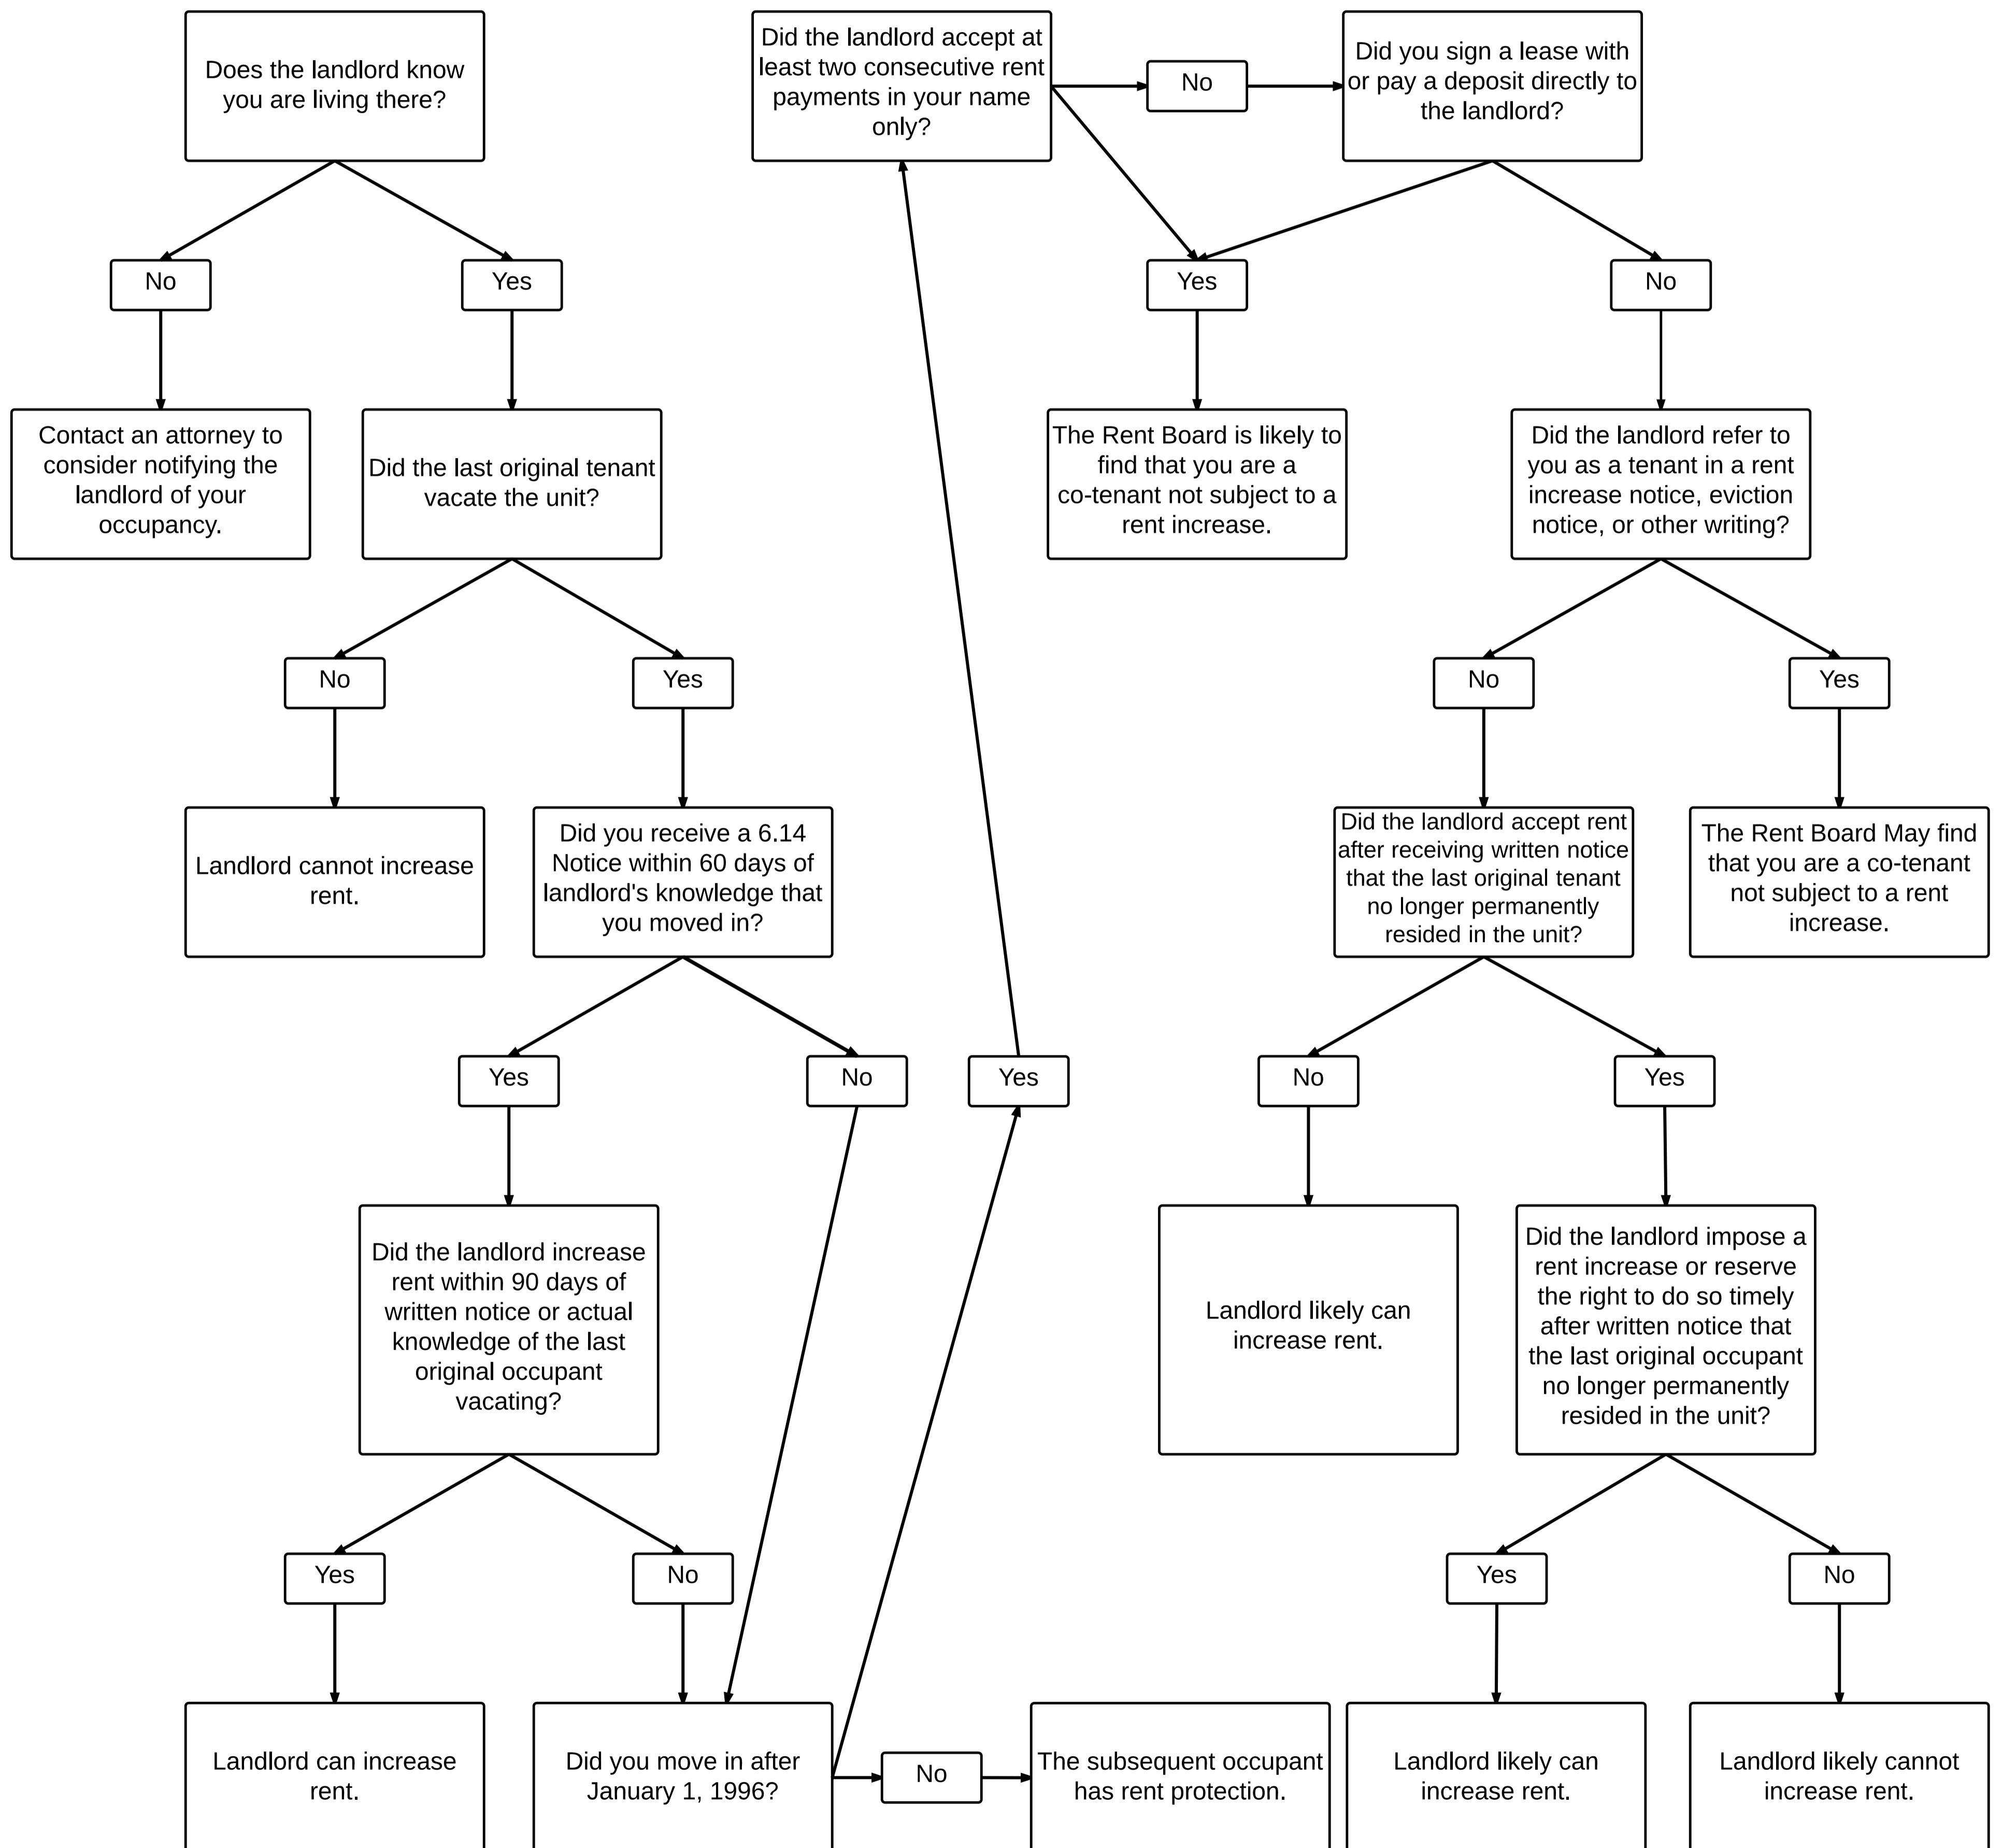 Does the landlord know
you are living there?
No
Yes
Contact an attorney to
consider notifying the
landlord of your
occupancy.
Did the last original tenant
vacate the unit?
No
Yes
Landlord cannot increase
rent.
Did you receive a 6.14
Notice within 60 days of
landlord's knowledge that
you moved in?
Yes
No
Did the landlord increase
rent within 90 days of
written notice or actual
knowledge of the last
original occupant
vacating?
Yes
No
Landlord can increase
rent.
Did you move in after
January 1, 1996?
No
The subsequent occupant
has rent protection.
Yes
Did the landlord accept at
least two consecutive rent
payments in your name
only?
No
Did you sign a lease with
or pay a deposit directly to
the landlord?
Yes
No
The Rent Board is likely to
find that you are a
co-tenant not subject to a
rent increase.
Did the landlord refer to
you as a tenant in a rent
increase notice, eviction
notice, or other writing?
No
Yes
Did the landlord accept rent
after receiving written notice
that the last original tenant
no longer permanently
resided in the unit?
The Rent Board May find
that you are a co-tenant
not subject to a rent
increase.
No
Yes
Landlord likely can
increase rent.
Did the landlord impose a
rent increase or reserve
the right to do so timely
after written notice that
the last original occupant
no longer permanently
resided in the unit?
Yes
No
Landlord likely can
increase rent.
Landlord likely cannot
increase rent.